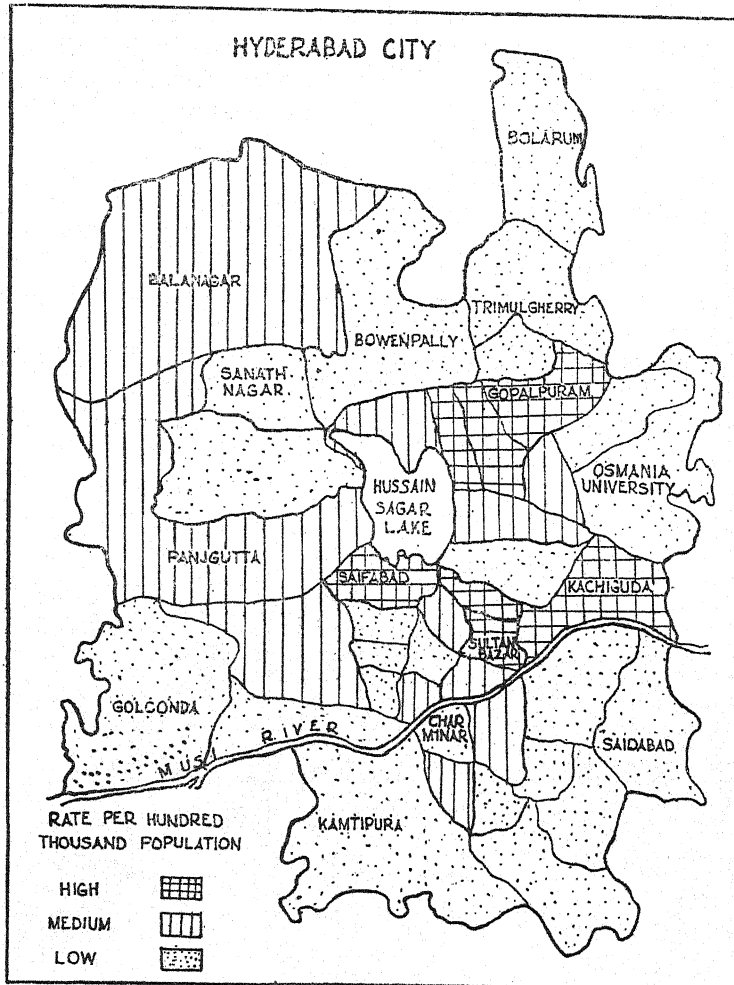 HYDERABAD CITY
BOLARUM
BALANAGAR
TRIMULGHERRY
BOWENPALLY
SANATH
NAGAR
GOPALPURAM
OSMANIA
UNIVERSITY
HUSSAIN
SAGAR
LAKE
PANJGUTTA
SAIFABAD
KACHIGUDA
SULTAN
BAZAR
GOLCONDA
CHAR
MINAR
MUSI RIVER
SAIDABAD
KAMTIPURA
RATE PER HUNDRED
THOUSAND POPULATION
HIGH
MEDIUM
LOW